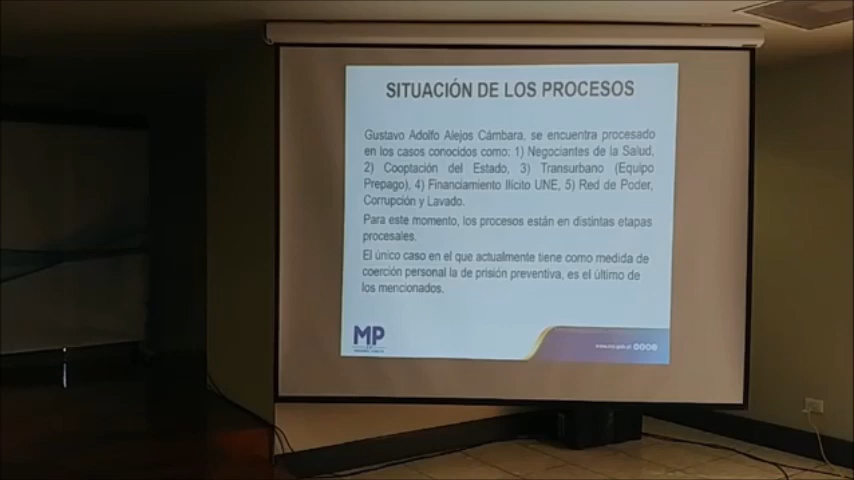 SITUACIÓN DE LOS PROCESOS
Gustavo Adolfo Alejos Cámbara, se encuentra procesado
en los casos conocidos como: 1) Negociantes de la Salud,
2) Cooptación del Estado, 3) Transurbano (Equipo
Prepago), 4) Financiamiento Ilícito UNE, 5) Red de Poder,
Corrupción y Lavado.
Para este momento, los procesos están en distintas etapas
procesales.
El único caso en el que actualmente tiene como medida de
coerción personal la de prisión preventiva, es el último de
los mencionados.
MP